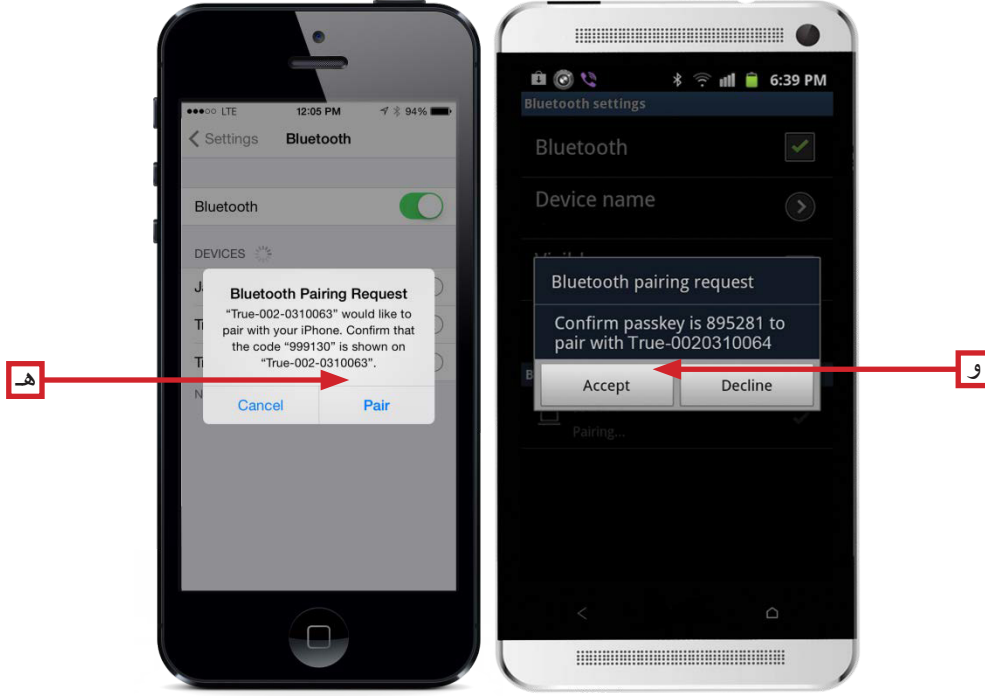 LTE 12:05 PM 94%
Settings Bluetooth
Bluetooth
DEVICES
J
Bluetooth Pairing Request
“True-002-0310063” would like to
pair with your iPhone. Confirm that
the code “999130” is shown on
“True-002-0310063”.
Cancel Pair
هـ
6:39 PM
Bluetooth settings
Bluetooth
Device name
Bluetooth pairing request
Confirm passkey is 895281 to
pair with True-0020310064
Accept Decline
Pairing...
و